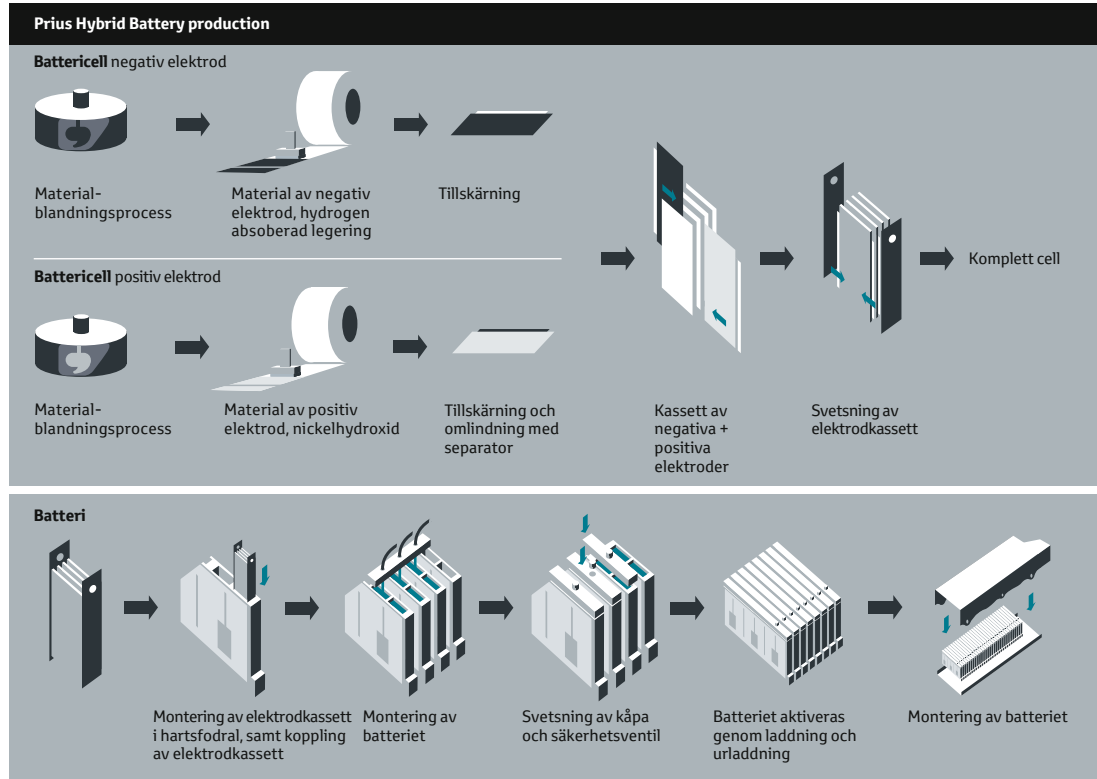 Prius Hybrid Battery production
Battericell negativ elektrod
Material-
blandningsprocess
Material av negativ
elektrod, hydrogen
absoberad legering
Tillskärning
Battericell positiv elektrod
Material-
blandningsprocess
Material av positiv
elektrod, nickelhydroxid
Tillskärning och
omlindning med
separator
Kassett av
negativa +
positiva
elektroder
Svetsning av
elektrodkassett
Komplett cell
Batteri
Montering av elektrodkassett
i hartsfodral, samt koppling
av elektrodkassett
Montering av
batteriet
Svetsning av kåpa
och säkerhetsventil
Batteriet aktiveras
genom laddning och
urladdning
Montering av batteriet